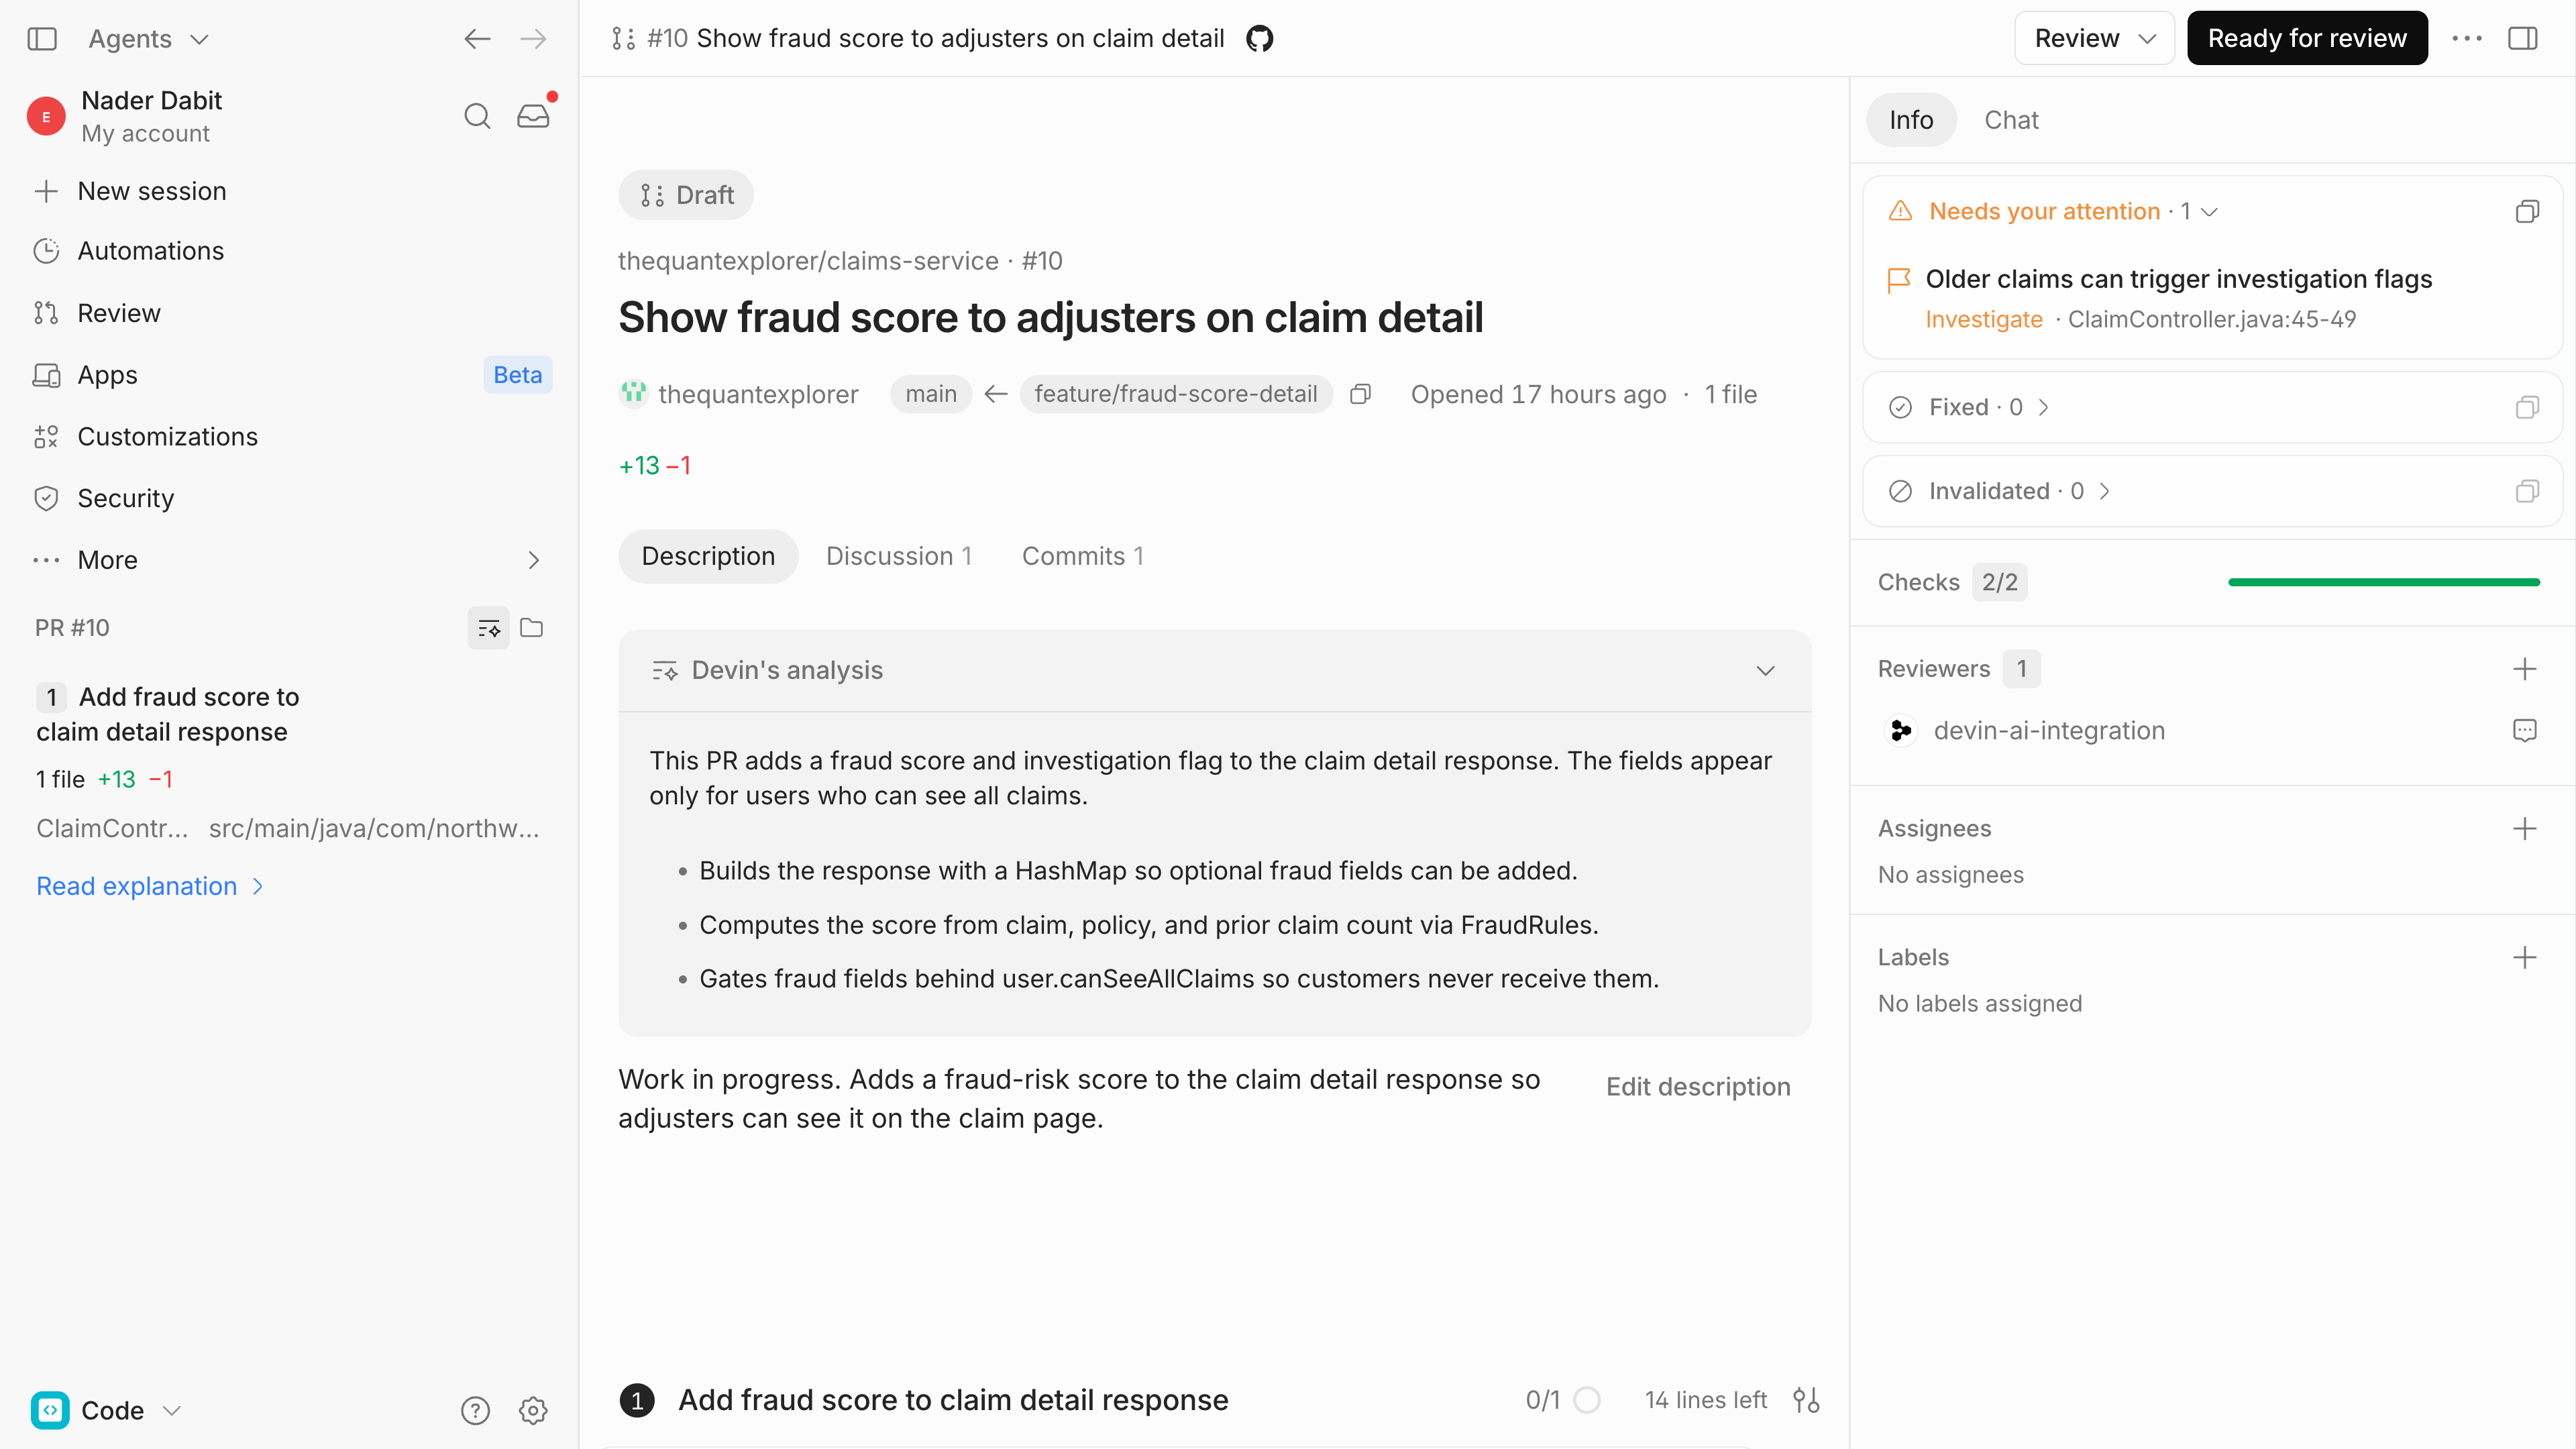 Agents
E
Nader Dabit
My account
New session
Automations
Review
Apps
Beta
Customizations
Security
More
PR #10
1 Add fraud score to
claim detail response
1 file +13 −1
ClaimContr... src/main/java/com/northw...
Read explanation
Code
#10 Show fraud score to adjusters on claim detail
Review
Ready for review
Draft
thequantexplorer/claims-service · #10
Show fraud score to adjusters on claim detail
thequantexplorer main ← feature/fraud-score-detail Opened 17 hours ago · 1 file
+13 −1
Description Discussion 1 Commits 1
Devin's analysis
This PR adds a fraud score and investigation flag to the claim detail response. The fields appear
only for users who can see all claims.
• Builds the response with a HashMap so optional fraud fields can be added.
• Computes the score from claim, policy, and prior claim count via FraudRules.
• Gates fraud fields behind user.canSeeAllClaims so customers never receive them.
Work in progress. Adds a fraud-risk score to the claim detail response so
adjusters can see it on the claim page.
Edit description
1 Add fraud score to claim detail response 0/1 14 lines left
Info Chat
Needs your attention · 1
Older claims can trigger investigation flags
Investigate · ClaimController.java:45-49
Fixed · 0
Invalidated · 0
Checks 2/2
Reviewers 1
devin-ai-integration
Assignees
No assignees
Labels
No labels assigned